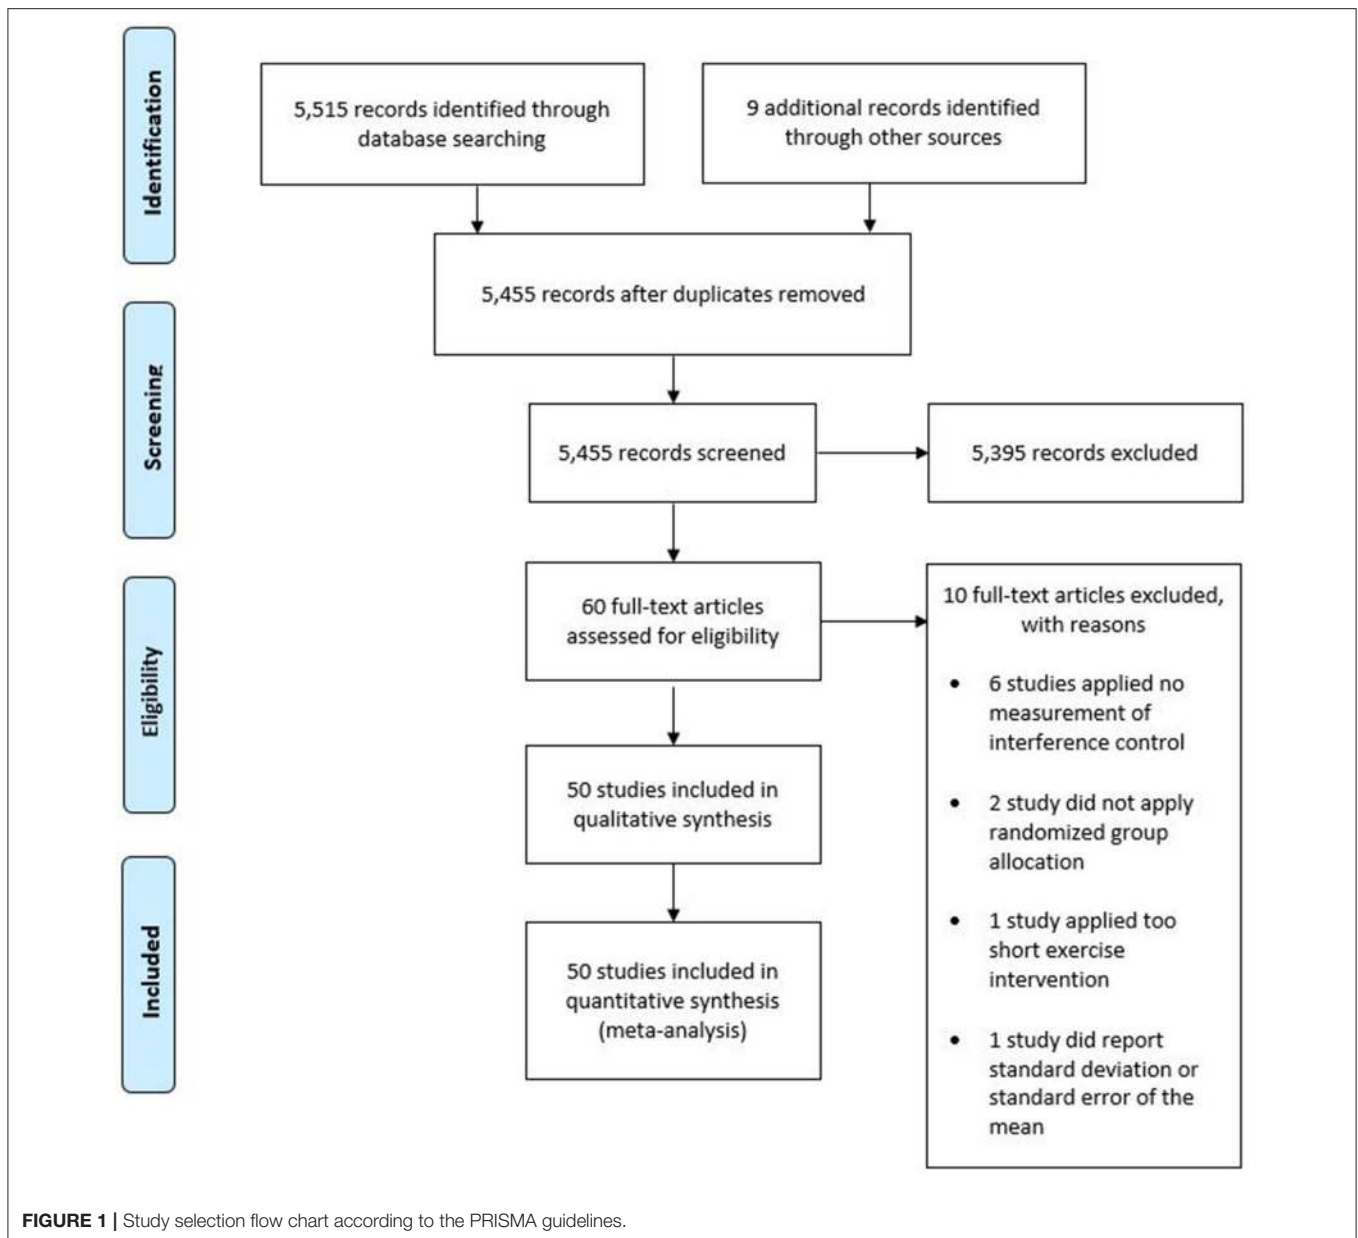 Identification
5,515 records identified through
database searching
9 additional records identified
through other sources
5,455 records after duplicates removed
Screening
5,455 records screened
5,395 records excluded
Eligibility
60 full-text articles
assessed for eligibility
10 full-text articles excluded,
with reasons
• 6 studies applied no
measurement of
interference control
• 2 study did not apply
randomized group
allocation
• 1 study applied too
short exercise
intervention
• 1 study did report
standard deviation or
standard error of the
mean
50 studies included in
qualitative synthesis
Included
50 studies included in
quantitative synthesis
(meta-analysis)
FIGURE 1 | Study selection flow chart according to the PRISMA guidelines.